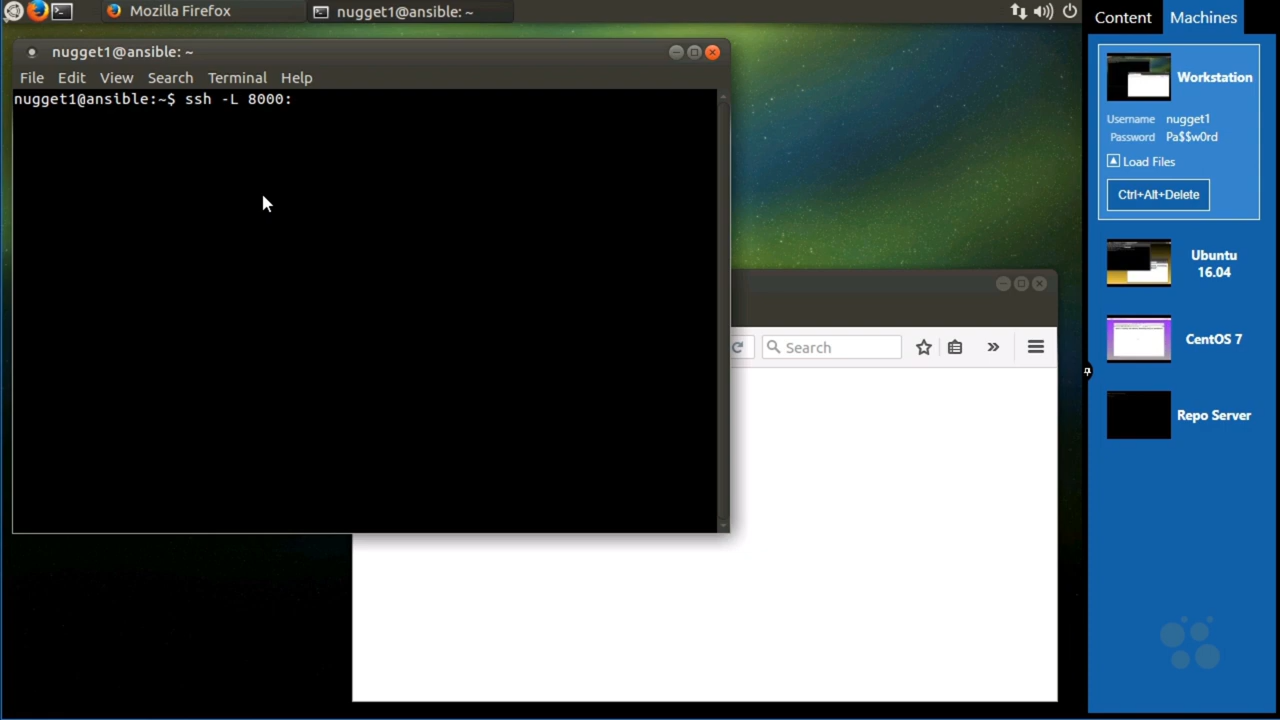 Mozilla Firefox
nugget1@ansible: ~
nugget1@ansible: ~
File Edit View Search Terminal Help
nugget1@ansible:~$ ssh -L 8000:
Search
Content Machines
Workstation
Username nugget1
Password Pa$$w0rd
Load Files
Ctrl+Alt+Delete
Ubuntu
16.04
CentOS 7
Repo Server